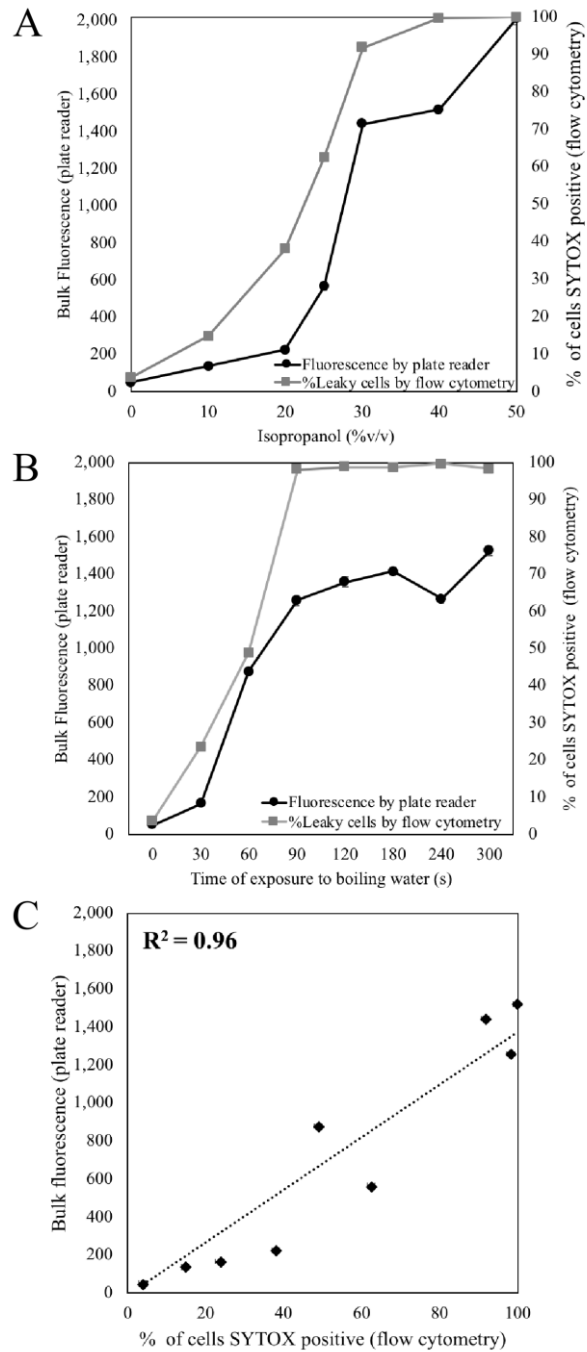 A
2,000
1,800
1,600
1,400
1,200
1,000
800
600
400
200
0
Bulk Fluorescence (plate reader)
100
90
80
70
60
50
40
30
20
10
0
% of cells SYTOX positive (flow cytometry)
Fluorescence by plate reader
%Leaky cells by flow cytometry
0 10 20 30 40 50
Isopropanol (%v/v)
B
2,000
1,800
1,600
1,400
1,200
1,000
800
600
400
200
0
Bulk Fluorescence (plate reader)
100
90
80
70
60
50
40
30
20
10
0
% of cells SYTOX positive (flow cytometry)
Fluorescence by plate reader
%Leaky cells by flow cytometry
0 30 60 90 120 180 240 300
Time of exposure to boiling water (s)
C
R² = 0.96
2,000
1,800
1,600
1,400
1,200
1,000
800
600
400
200
0
Bulk fluorescence (plate reader)
0 20 40 60 80 100
% of cells SYTOX positive (flow cytometry)